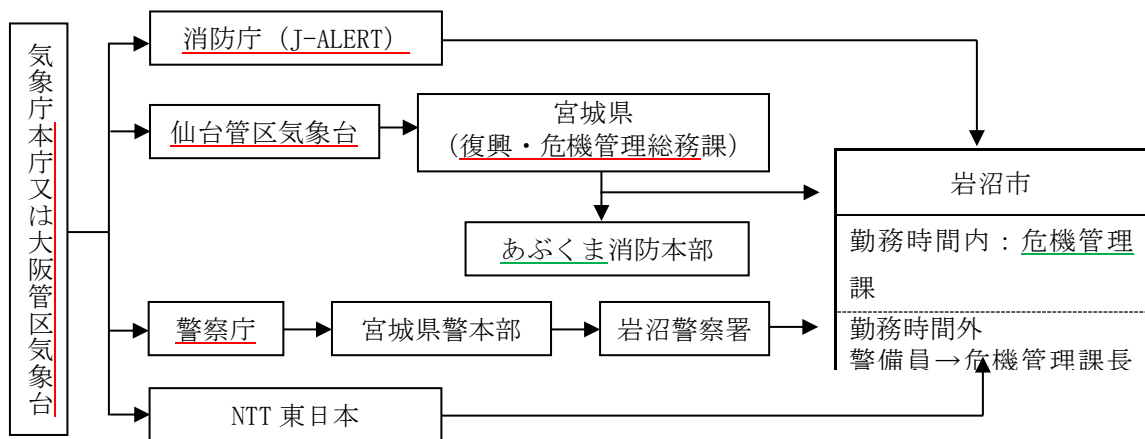 気象庁本庁又は大阪管区気象台
消防庁（J-ALERT）
仙台管区気象台
宮城県
（復興・危機管理総務課）
あぶくま消防本部
警察庁
宮城県警本部
岩沼警察署
NTT 東日本
岩沼市
勤務時間内：危機管理
課
勤務時間外
警備員→危機管理課長